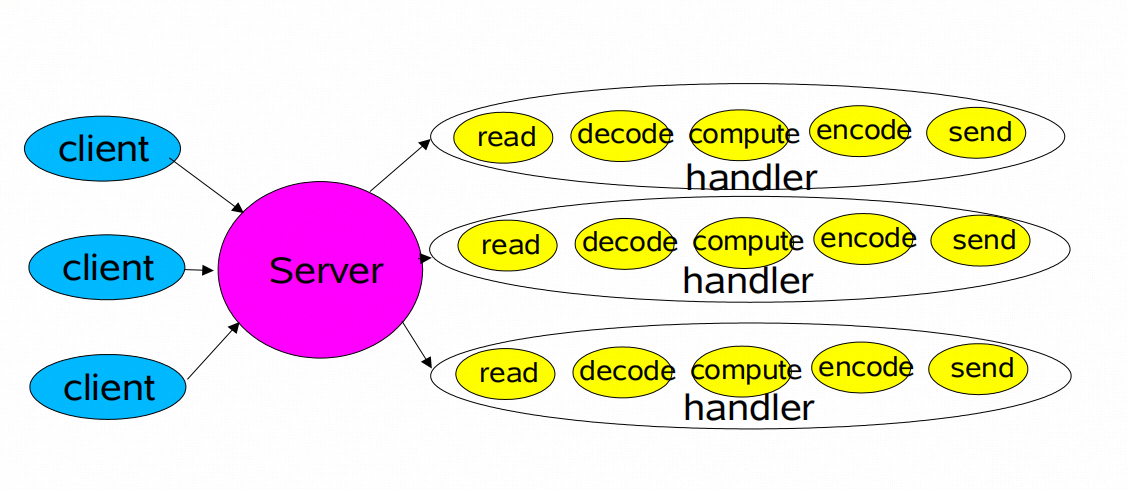 client
client
client
Server
read decode compute encode send
handler
read decode compute encode send
handler
read decode compute encode send
handler